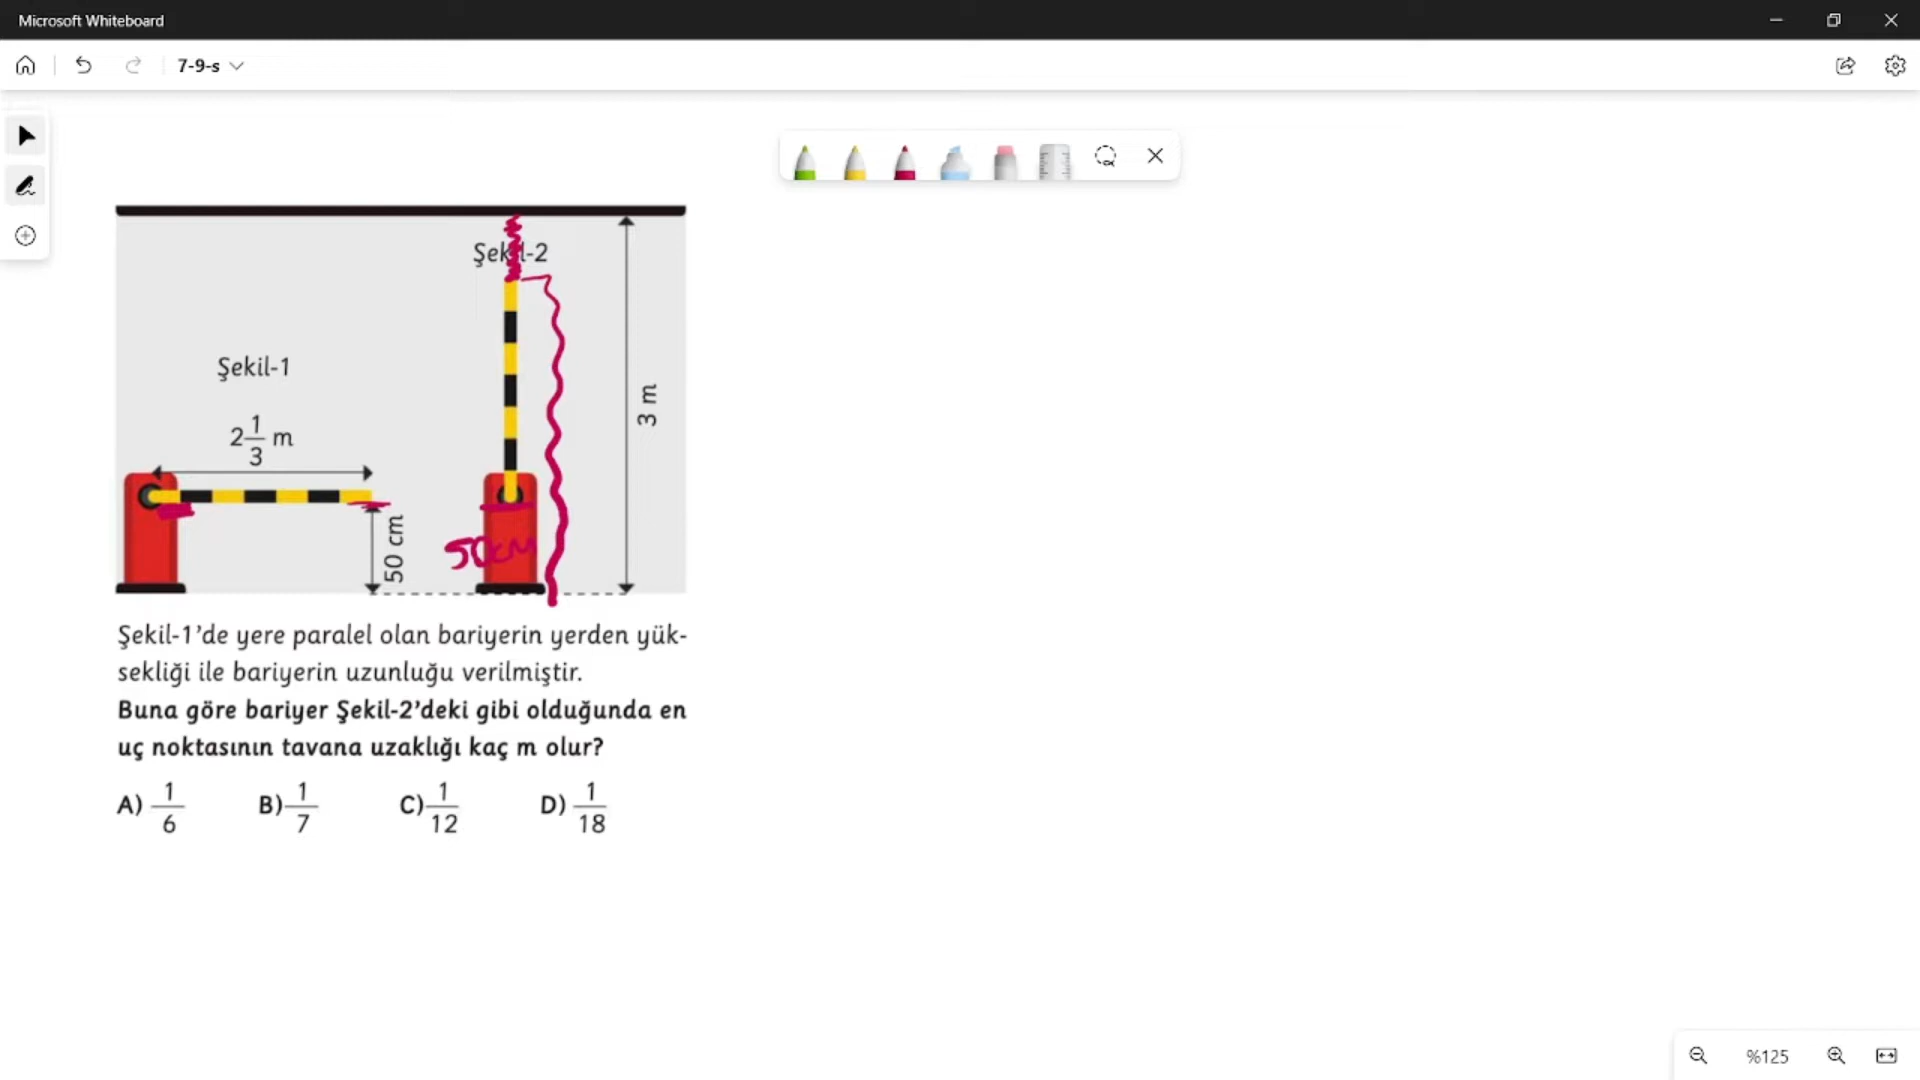 Microsoft Whiteboard
7-9-s
Şekil-2
Şekil-1
2 1/3 m
3 m
50 cm
50cm
Şekil-1’de yere paralel olan bariyerin yerden yük-
sekliği ile bariyerin uzunluğu verilmiştir.
Buna göre bariyer Şekil-2’deki gibi olduğunda en
uç noktasının tavana uzaklığı kaç m olur?
A) 1/6 B) 1/7 C) 1/12 D) 1/18
%125